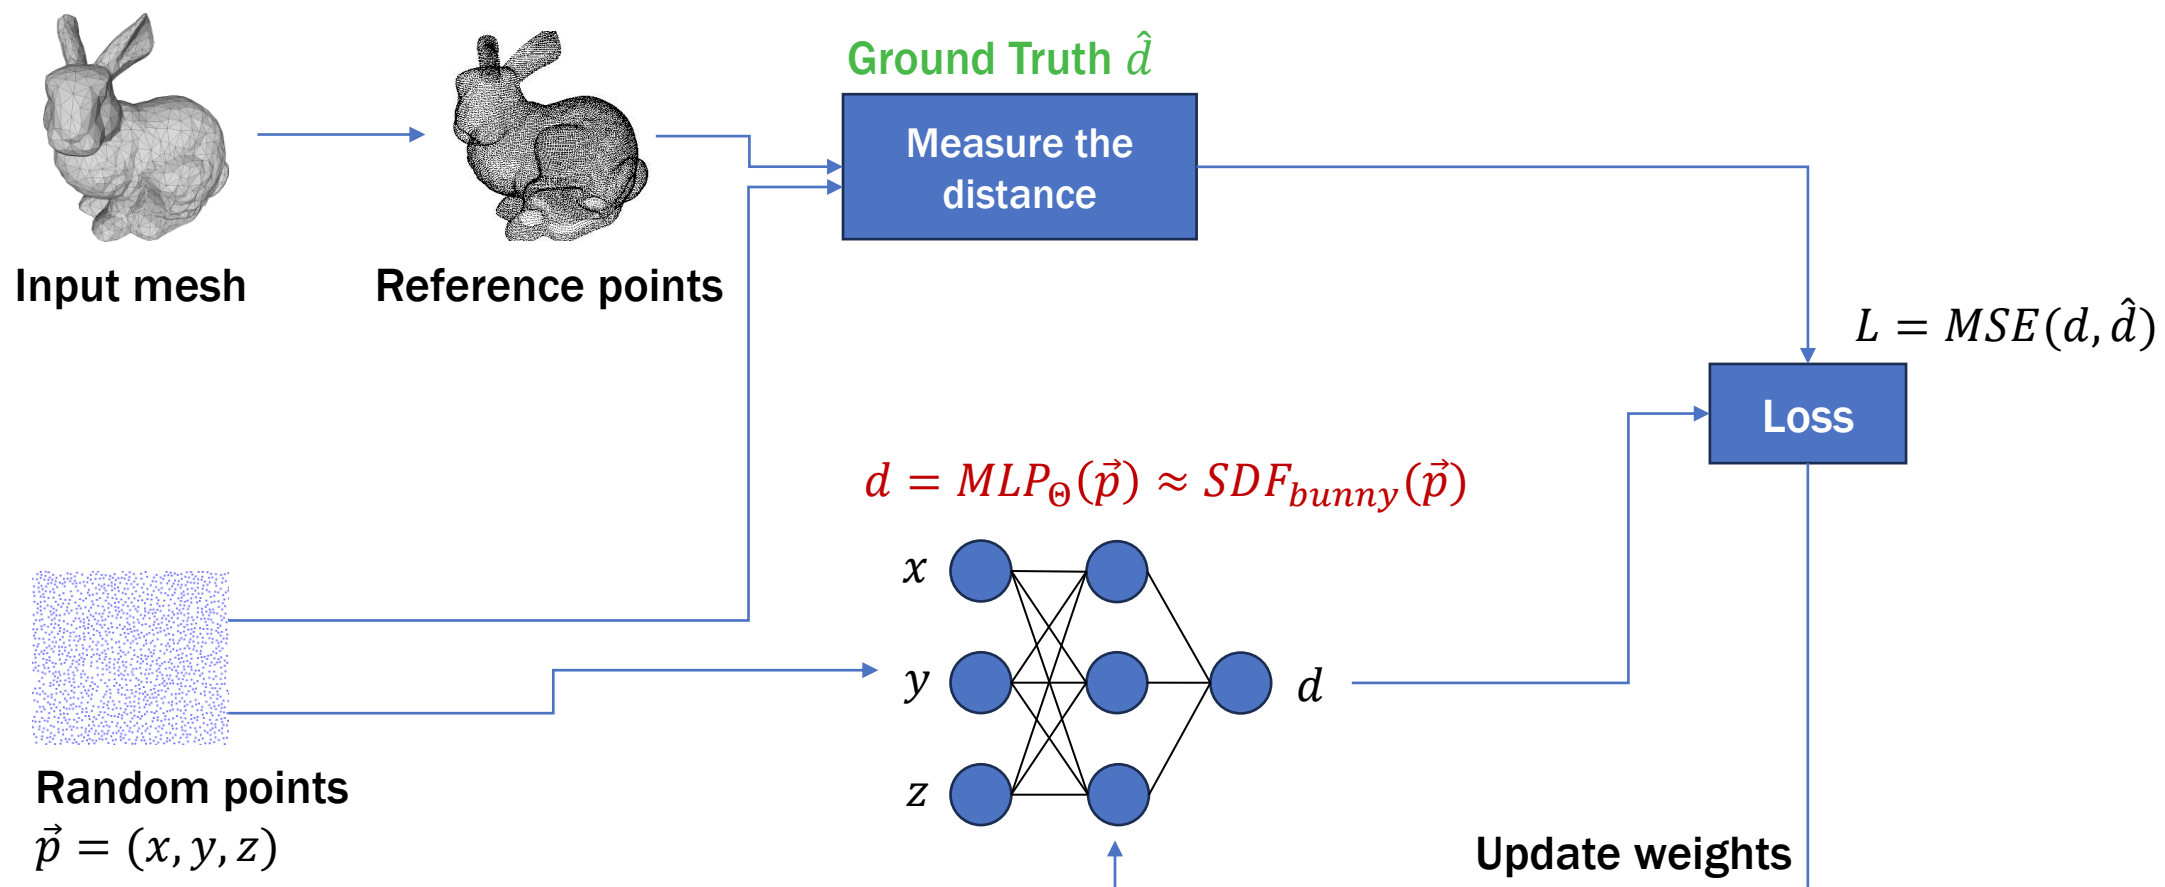 Ground Truth d̂
Measure the
distance
Input mesh
Reference points
L = MSE(d, d̂)
Loss
d = MLP_Θ(p⃗) ≈ SDF_bunny(p⃗)
x
y
d
z
Random points
p⃗ = (x, y, z)
Update weights